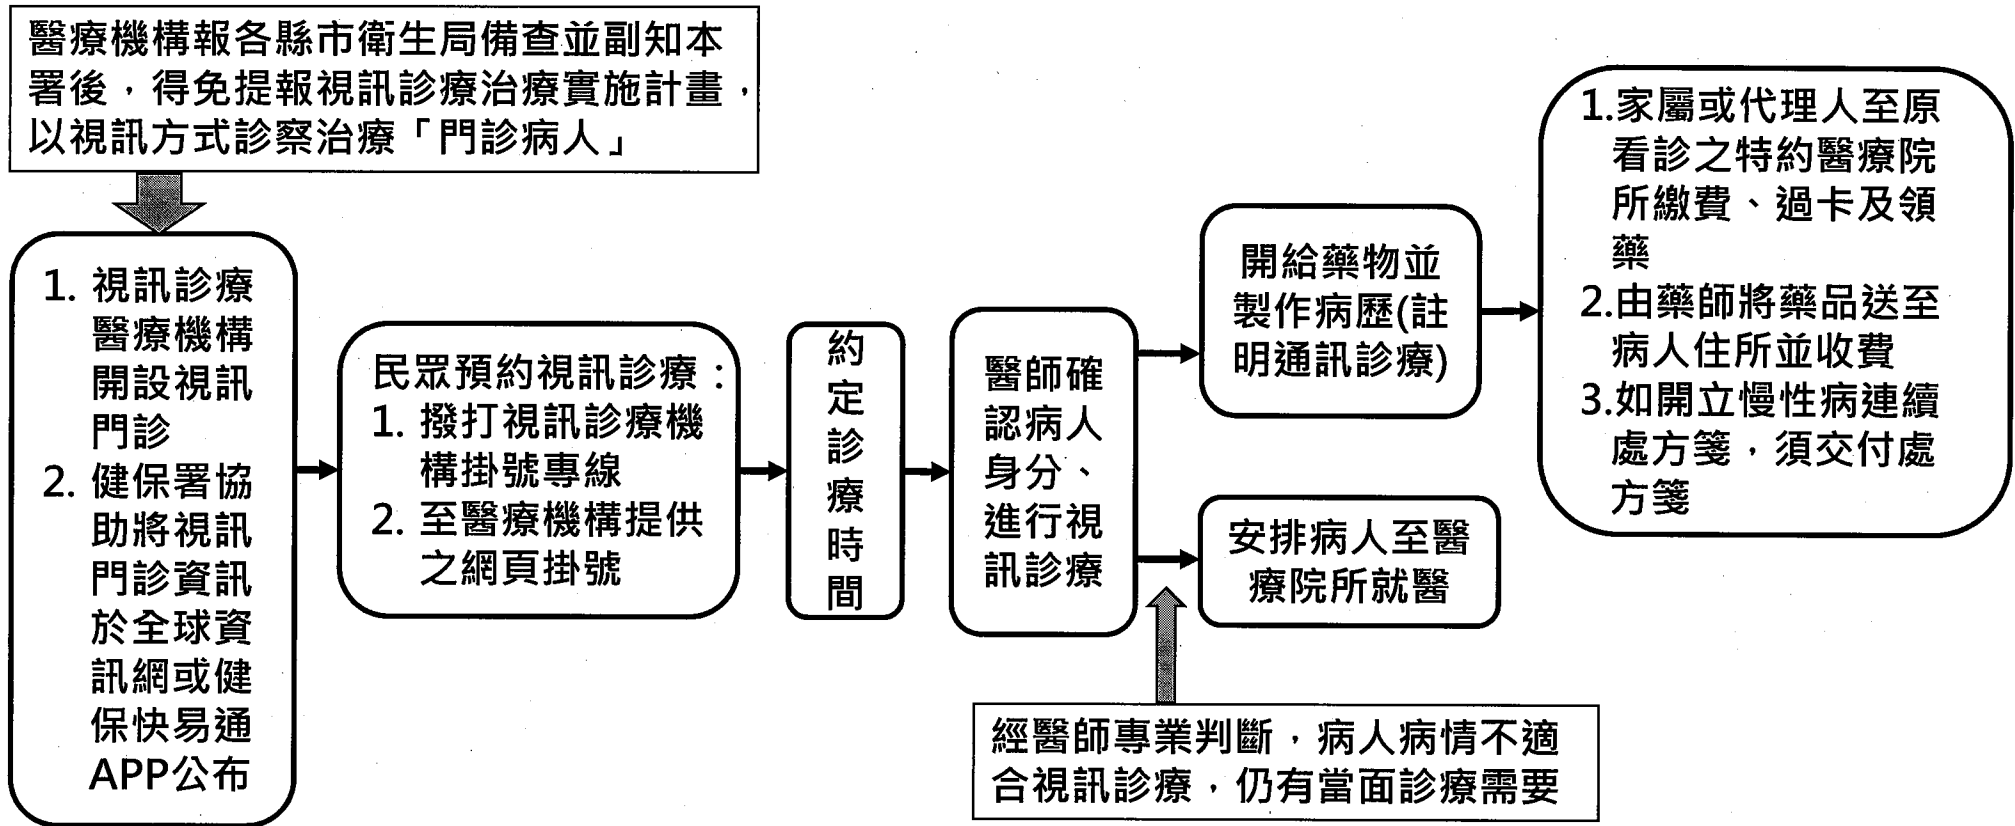 醫療機構報各縣市衛生局備查並副知本
署後，得免提報視訊診療治療實施計畫，
以視訊方式診察治療「門診病人」
1. 視訊診療
醫療機構
開設視訊
門診
2. 健保署協
助將視訊
門診資訊
於全球資
訊網或健
保快易通
APP公布
民眾預約視訊診療：
1. 撥打視訊診療機
構掛號專線
2. 至醫療機構提供
之網頁掛號
約
定
診
療
時
間
醫師確
認病人
身分、
進行視
訊診療
開給藥物並
製作病歷(註
明通訊診療)
1.家屬或代理人至原
看診之特約醫療院
所繳費、過卡及領
藥
2.由藥師將藥品送至
病人住所並收費
3.如開立慢性病連續
處方箋，須交付處
方箋
安排病人至醫
療院所就醫
經醫師專業判斷，病人病情不適
合視訊診療，仍有當面診療需要